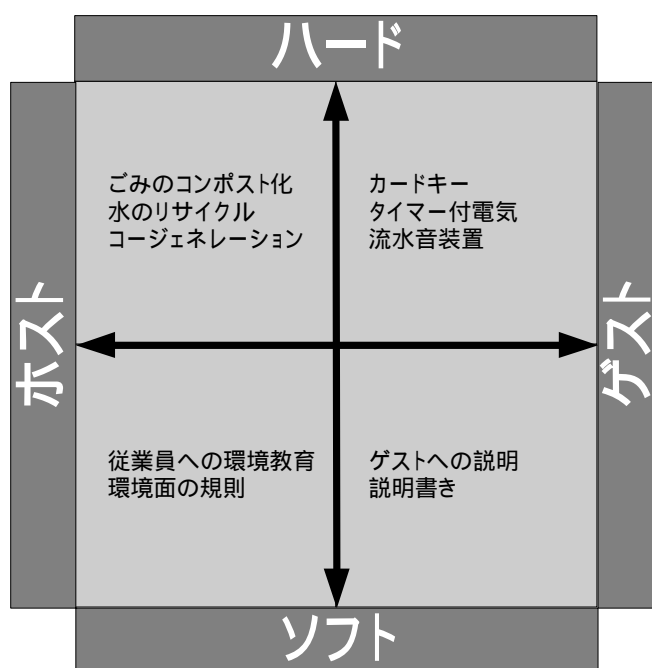 ハード
ごみのコンポスト化
水のリサイクル
コージェネレーション
カードキー
タイマー付電気
流水音装置
ホスト
ゲスト
従業員への環境教育
環境面の規則
ゲストへの説明
説明書き
ソフト